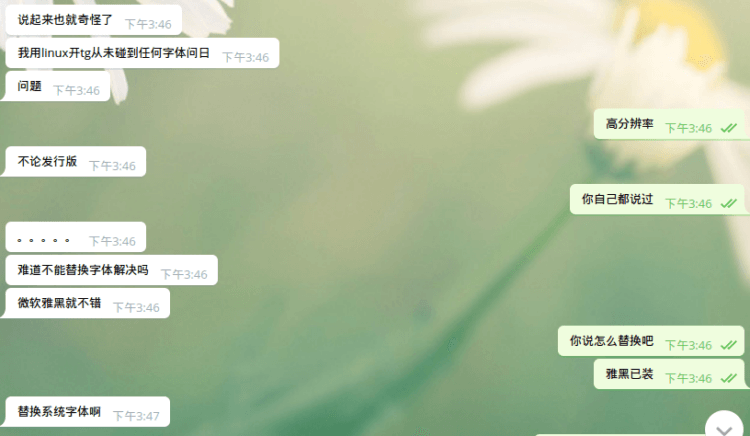 说起来也就奇怪了 下午3:46
我用linux开tg从未碰到任何字体问日 下午3:46
问题 下午3:46
高分辨率 下午3:46
不论发行版 下午3:46
你自己都说过 下午3:46
。。。。。 下午3:46
难道不能替换字体解决吗 下午3:46
微软雅黑就不错 下午3:46
你说怎么替换吧 下午3:46
雅黑已装 下午3:46
替换系统字体啊 下午3:47